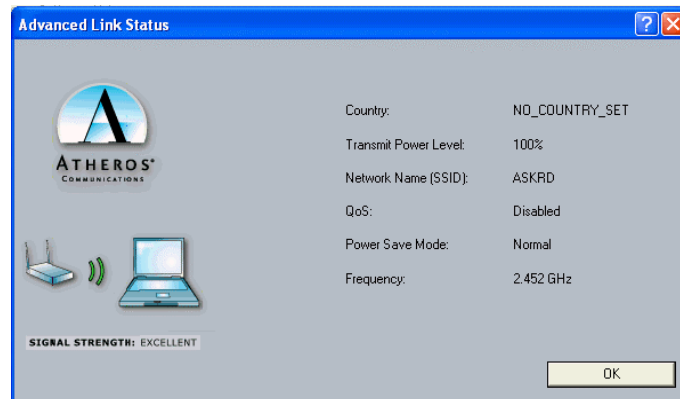 Advanced Link Status
Country: NO_COUNTRY_SET
Transmit Power Level: 100%
Network Name (SSID): ASKRD
QoS: Disabled
Power Save Mode: Normal
Frequency: 2.452 GHz
ATHEROS®
COMMUNICATIONS
SIGNAL STRENGTH: EXCELLENT
OK